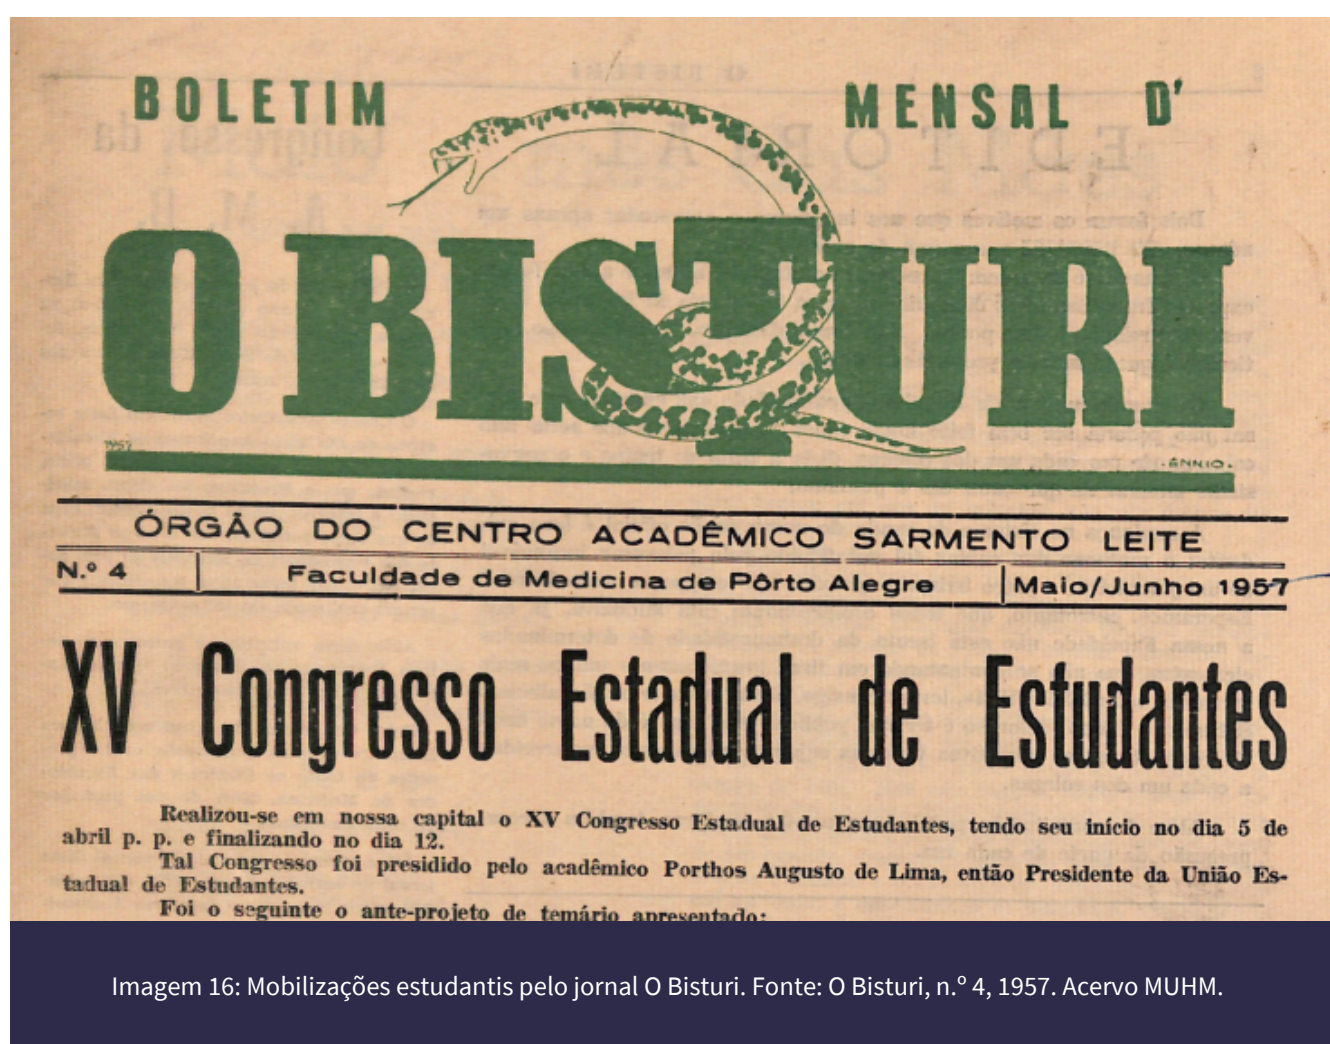 BOLETIM MENSAL D'
O BISTURI
1957
ENNIO
ÓRGÃO DO CENTRO ACADÊMICO SARMENTO LEITE
N.º 4 Faculdade de Medicina de Pôrto Alegre Maio/Junho 1957
XV Congresso Estadual de Estudantes
Realizou-se em nossa capital o XV Congresso Estadual de Estudantes, tendo seu início no dia 5 de
abril p. p. e finalizando no dia 12.
Tal Congresso foi presidido pelo acadêmico Porthos Augusto de Lima, então Presidente da União Es-
tadual de Estudantes.
Foi o seguinte o ante-projeto de temário apresentado:
Imagem 16: Mobilizações estudantis pelo jornal O Bisturi. Fonte: O Bisturi, n.º 4, 1957. Acervo MUHM.